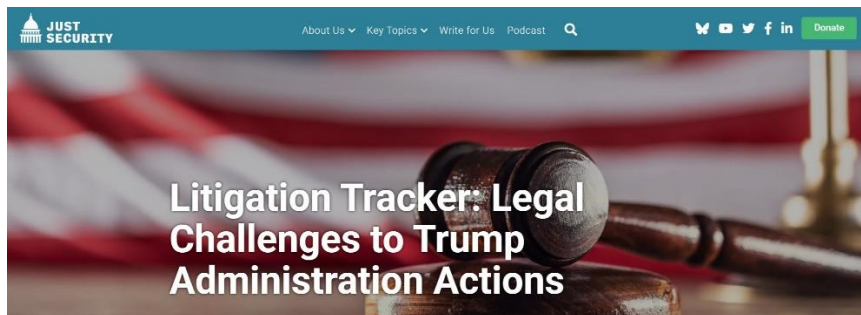 JUST
SECURITY
About Us
Key Topics
Write for Us
Podcast
Donate
Litigation Tracker: Legal
Challenges to Trump
Administration Actions